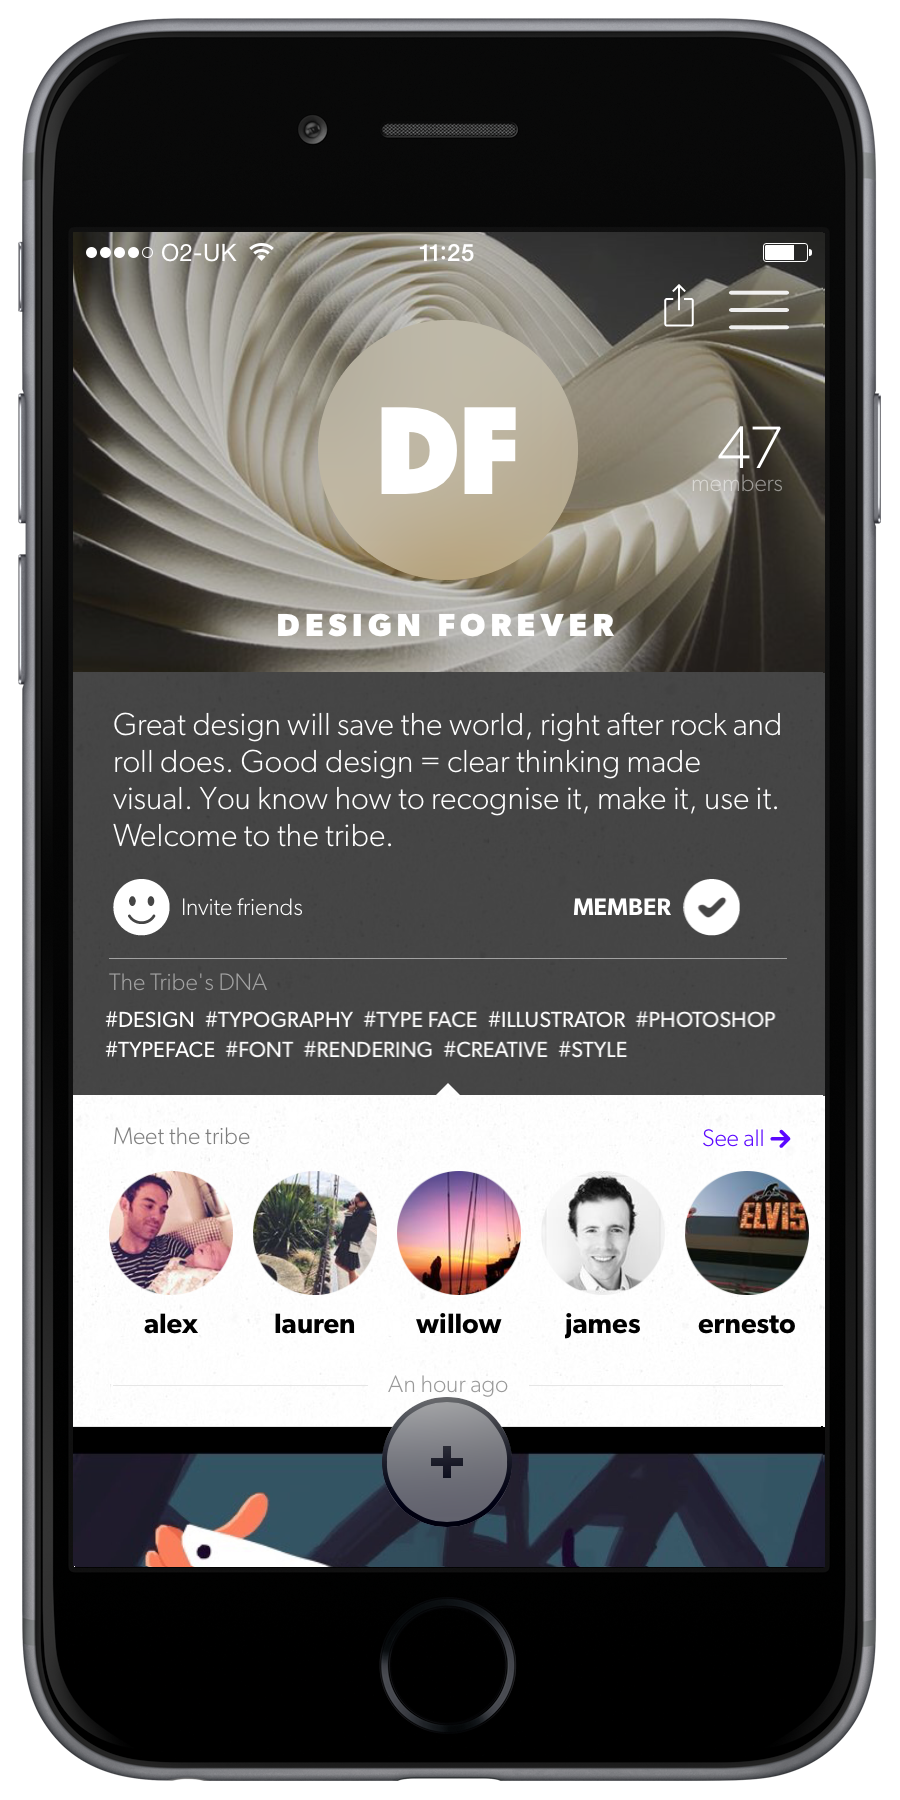 O2-UK 11:25
DF
47
members
DESIGN FOREVER
Great design will save the world, right after rock and
roll does. Good design = clear thinking made
visual. You know how to recognise it, make it, use it.
Welcome to the tribe.
Invite friends MEMBER
The Tribe's DNA
#DESIGN #TYPOGRAPHY #TYPE FACE #ILLUSTRATOR #PHOTOSHOP
#TYPEFACE #FONT #RENDERING #CREATIVE #STYLE
Meet the tribe See all
ELVIS
alex lauren willow james ernesto
An hour ago
+